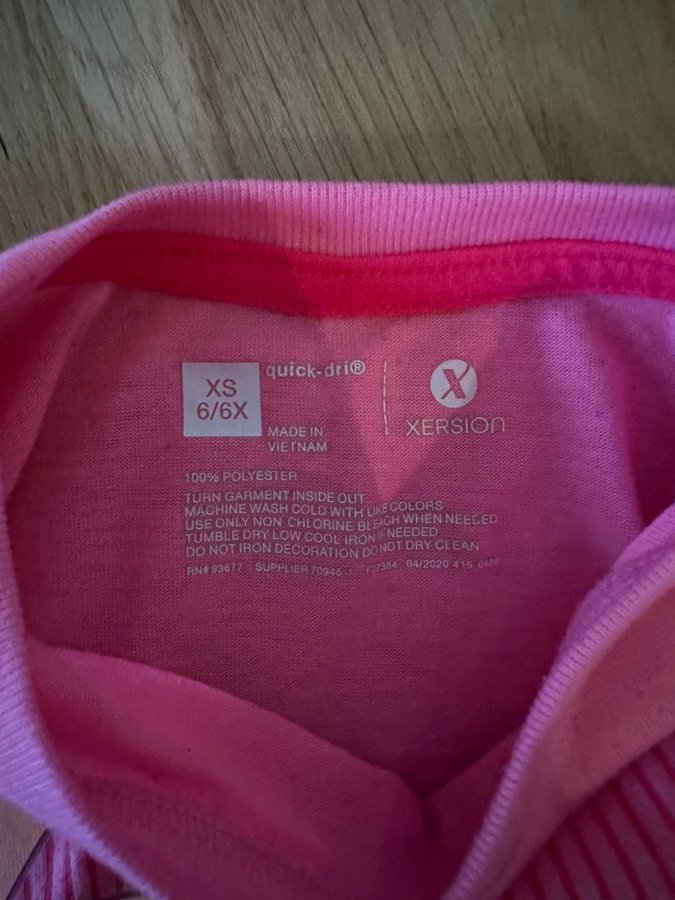 XS
6/6X
quick-dri®
MADE IN
VIETNAM
X
XERSION
100% POLYESTER
TURN GARMENT INSIDE OUT
MACHINE WASH COLD WITH LIKE COLORS
USE ONLY NON CHLORINE BLEACH WHEN NEEDED
TUMBLE DRY LOW COOL IRON IF NEEDED
DO NOT IRON DECORATION DO NOT DRY CLEAN
RN# 93677 | SUPPLIER 70945-1 04/2020 415